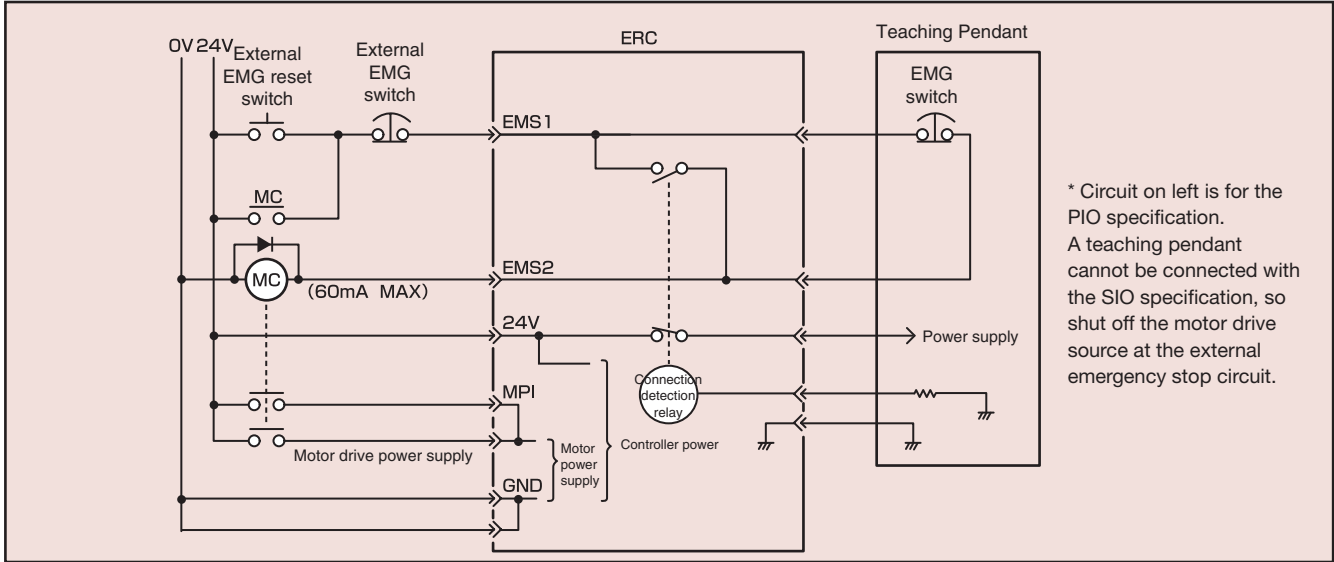 0V 24V
External
EMG reset
switch
External
EMG
switch
ERC
Teaching Pendant
EMG
switch
EMS1
MC
MC
(60mA MAX)
EMS2
24V
Power supply
MPI
Connection
detection
relay
Motor drive power supply
Motor
power
supply
Controller power
GND
* Circuit on left is for the
PIO specification.
A teaching pendant
cannot be connected with
the SIO specification, so
shut off the motor drive
source at the external
emergency stop circuit.